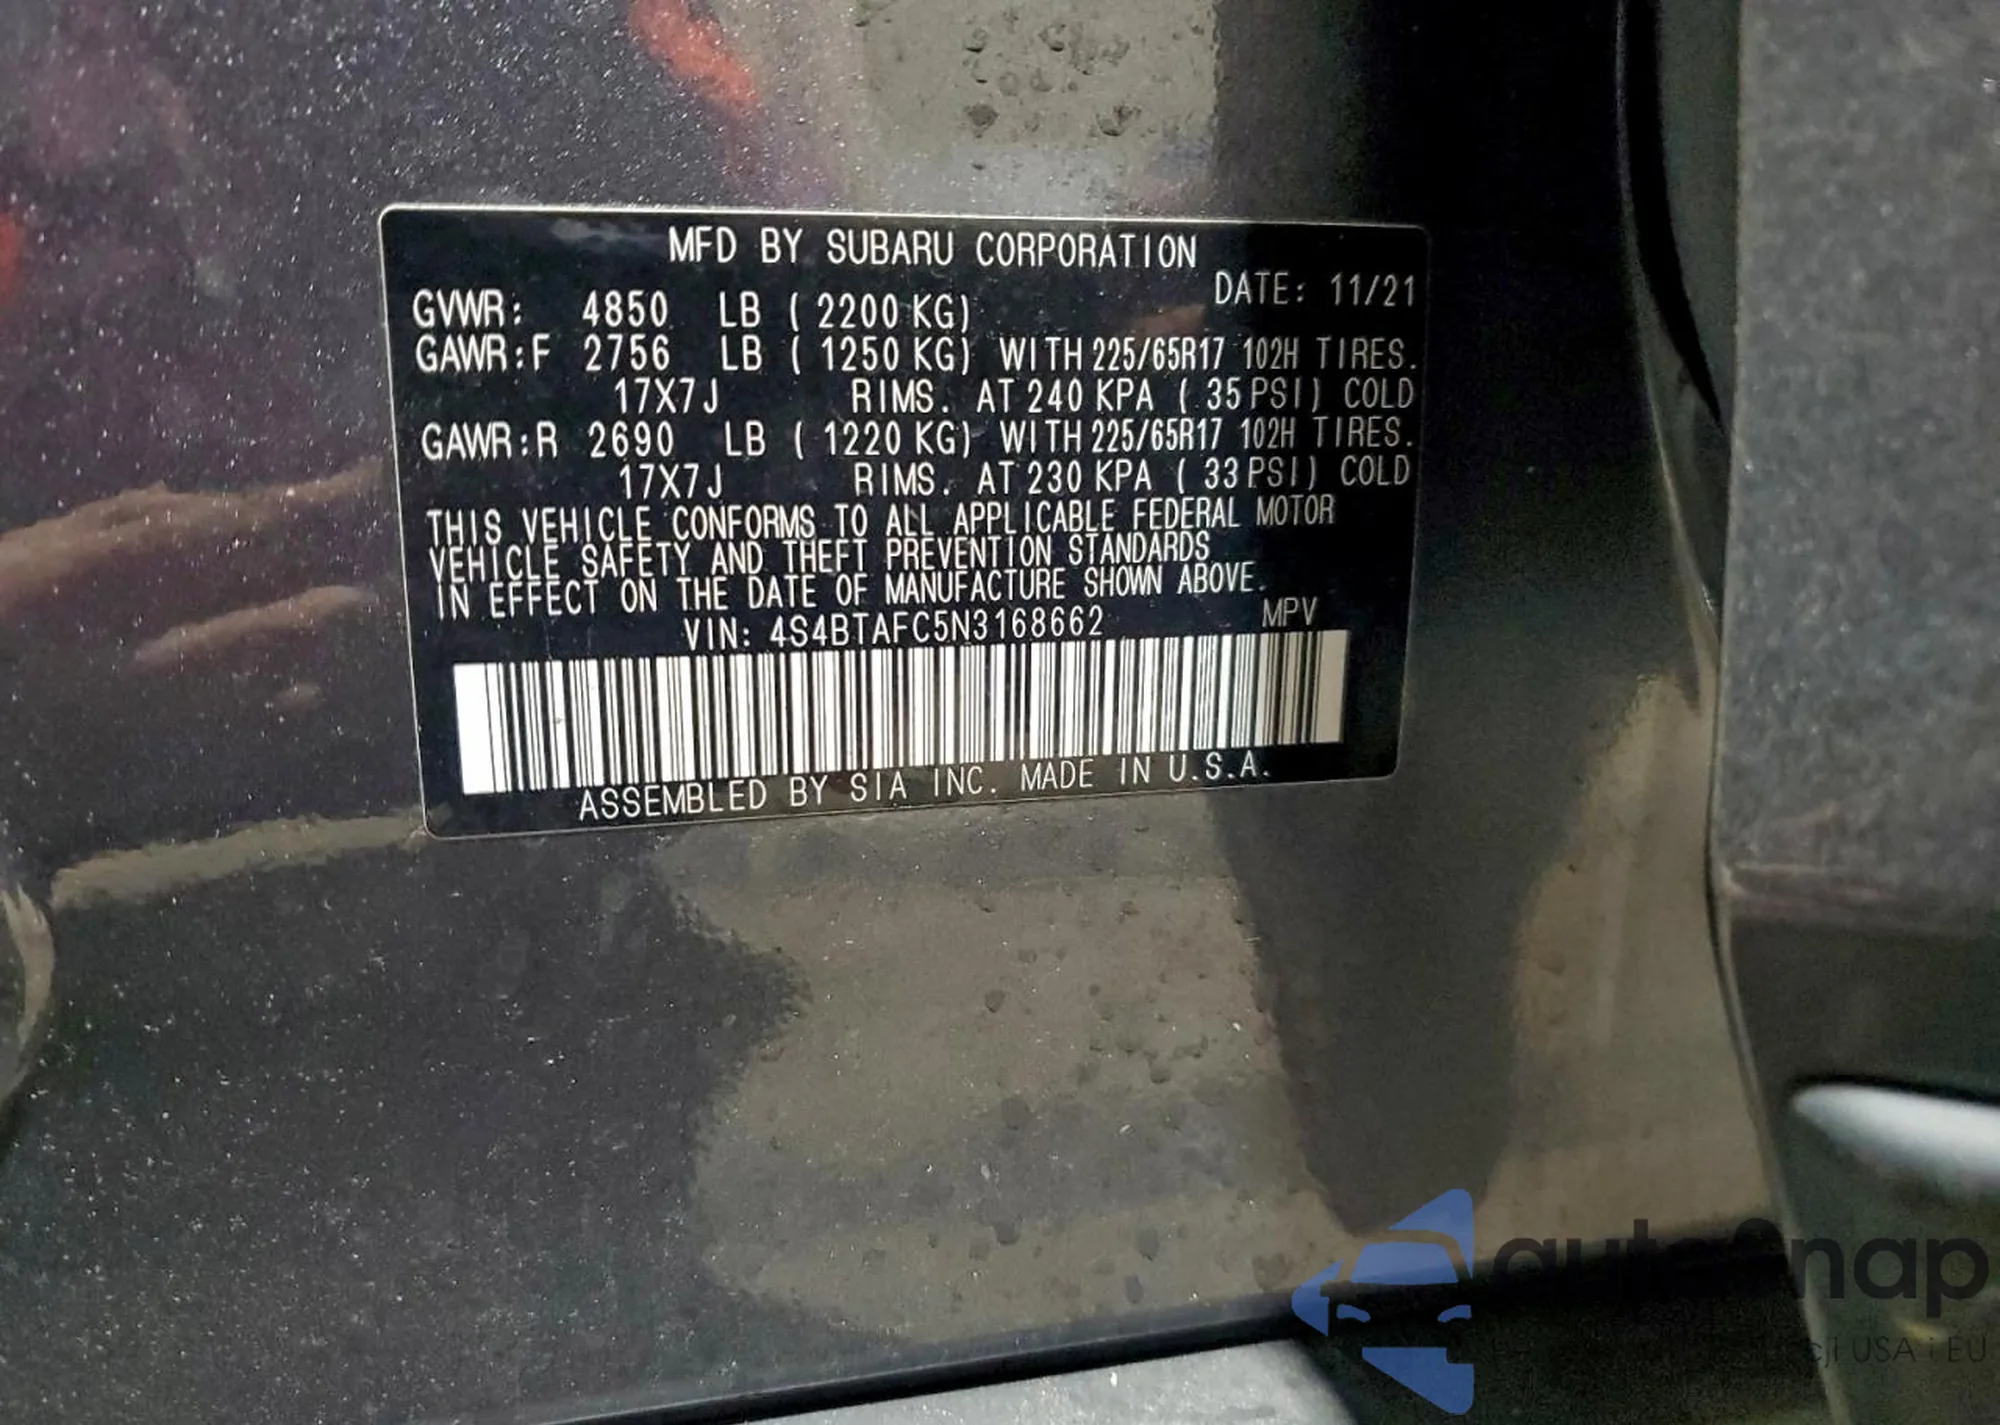 MFD BY SUBARU CORPORATION
DATE: 11/21
GVWR: 4850 LB ( 2200 KG)
GAWR:F 2756 LB ( 1250 KG) WITH 225/65R17 102H TIRES.
17X7J RIMS. AT 240 KPA ( 35 PSI) COLD
GAWR:R 2690 LB ( 1220 KG) WITH 225/65R17 102H TIRES.
17X7J RIMS. AT 230 KPA ( 33 PSI) COLD
THIS VEHICLE CONFORMS TO ALL APPLICABLE FEDERAL MOTOR
VEHICLE SAFETY AND THEFT PREVENTION STANDARDS
IN EFFECT ON THE DATE OF MANUFACTURE SHOWN ABOVE.
VIN: 4S4BTAFC5N3168662 MPV
ASSEMBLED BY SIA INC. MADE IN U.S.A.
autoSnap
USA i EU